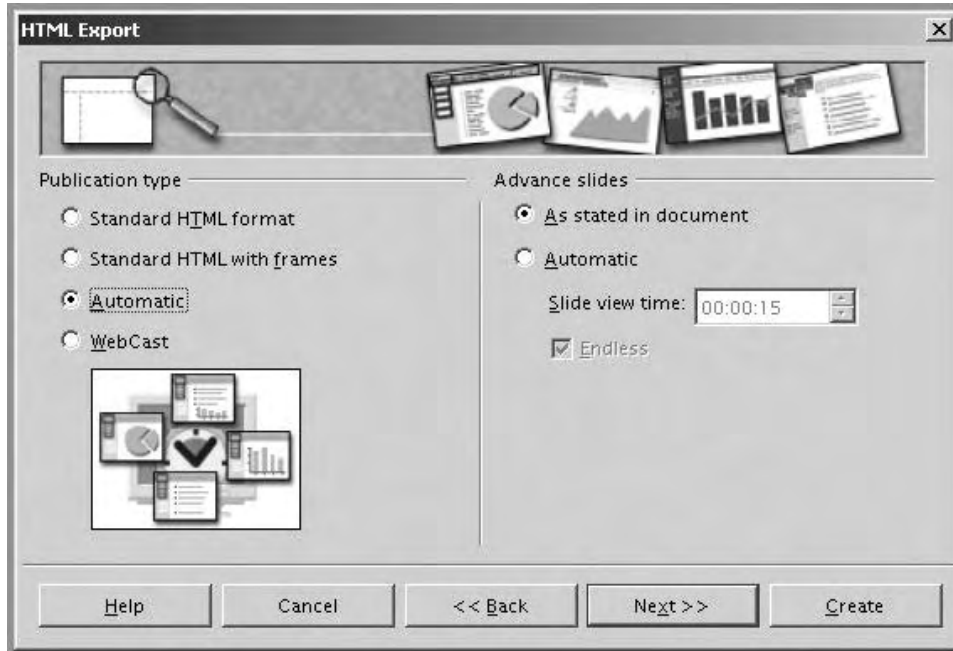 HTML Export
Publication type
Standard HTML format
Standard HTML with frames
Automatic
WebCast
Advance slides
As stated in document
Automatic
Slide view time: 00:00:15
Endless
Help Cancel << Back Next >> Create